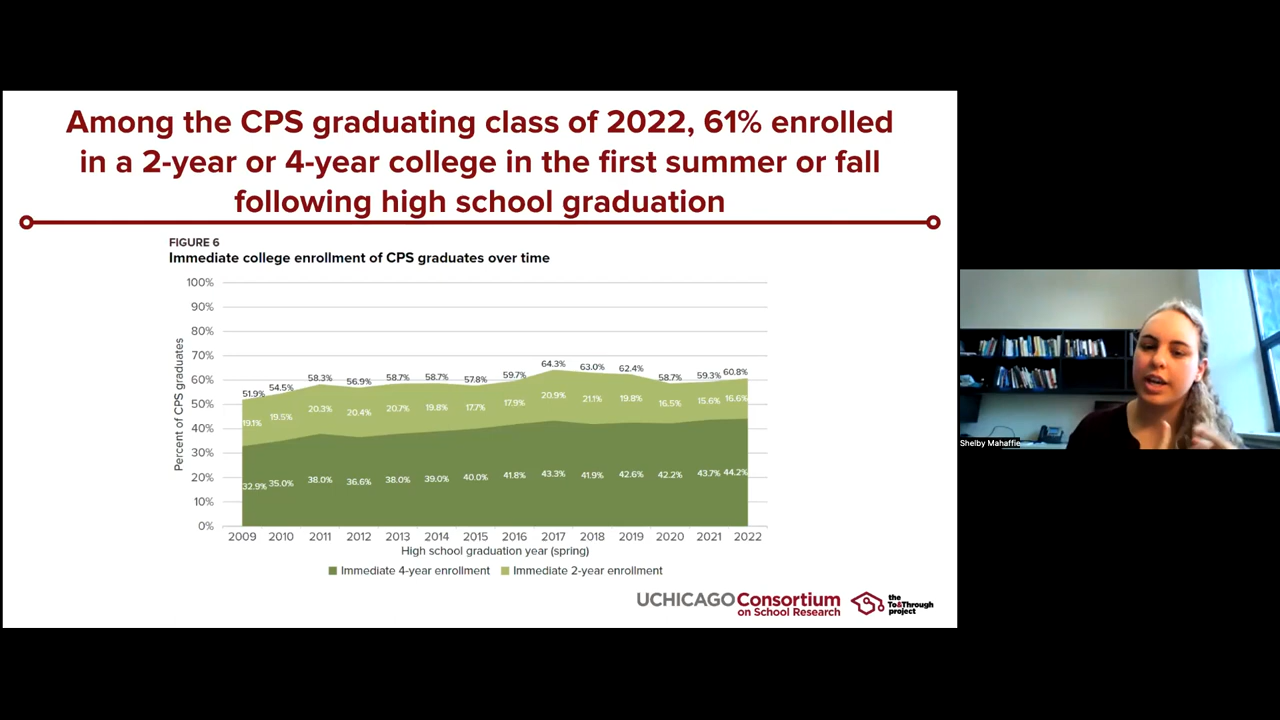 Among the CPS graduating class of 2022, 61% enrolled
in a 2-year or 4-year college in the first summer or fall
following high school graduation
FIGURE 6
Immediate college enrollment of CPS graduates over time
Percent of CPS graduates
100%
90%
80%
70%
60%
50%
40%
30%
20%
10%
0%
51.9% 54.5% 58.3% 56.9% 58.7% 58.7% 57.8% 59.7% 64.3% 63.0% 62.4% 58.7% 59.3% 60.8%
19.1% 19.5% 20.3% 20.4% 20.7% 19.8% 17.7% 17.9% 20.9% 21.1% 19.8% 16.5% 15.6% 16.6%
32.9% 35.0% 38.0% 36.6% 38.0% 39.0% 40.0% 41.8% 43.3% 41.9% 42.6% 42.2% 43.7% 44.2%
2009 2010 2011 2012 2013 2014 2015 2016 2017 2018 2019 2020 2021 2022
High school graduation year (spring)
Immediate 4-year enrollment Immediate 2-year enrollment
UCHICAGO Consortium
on School Research
the
To&Through
project
Shelby Mahaffie